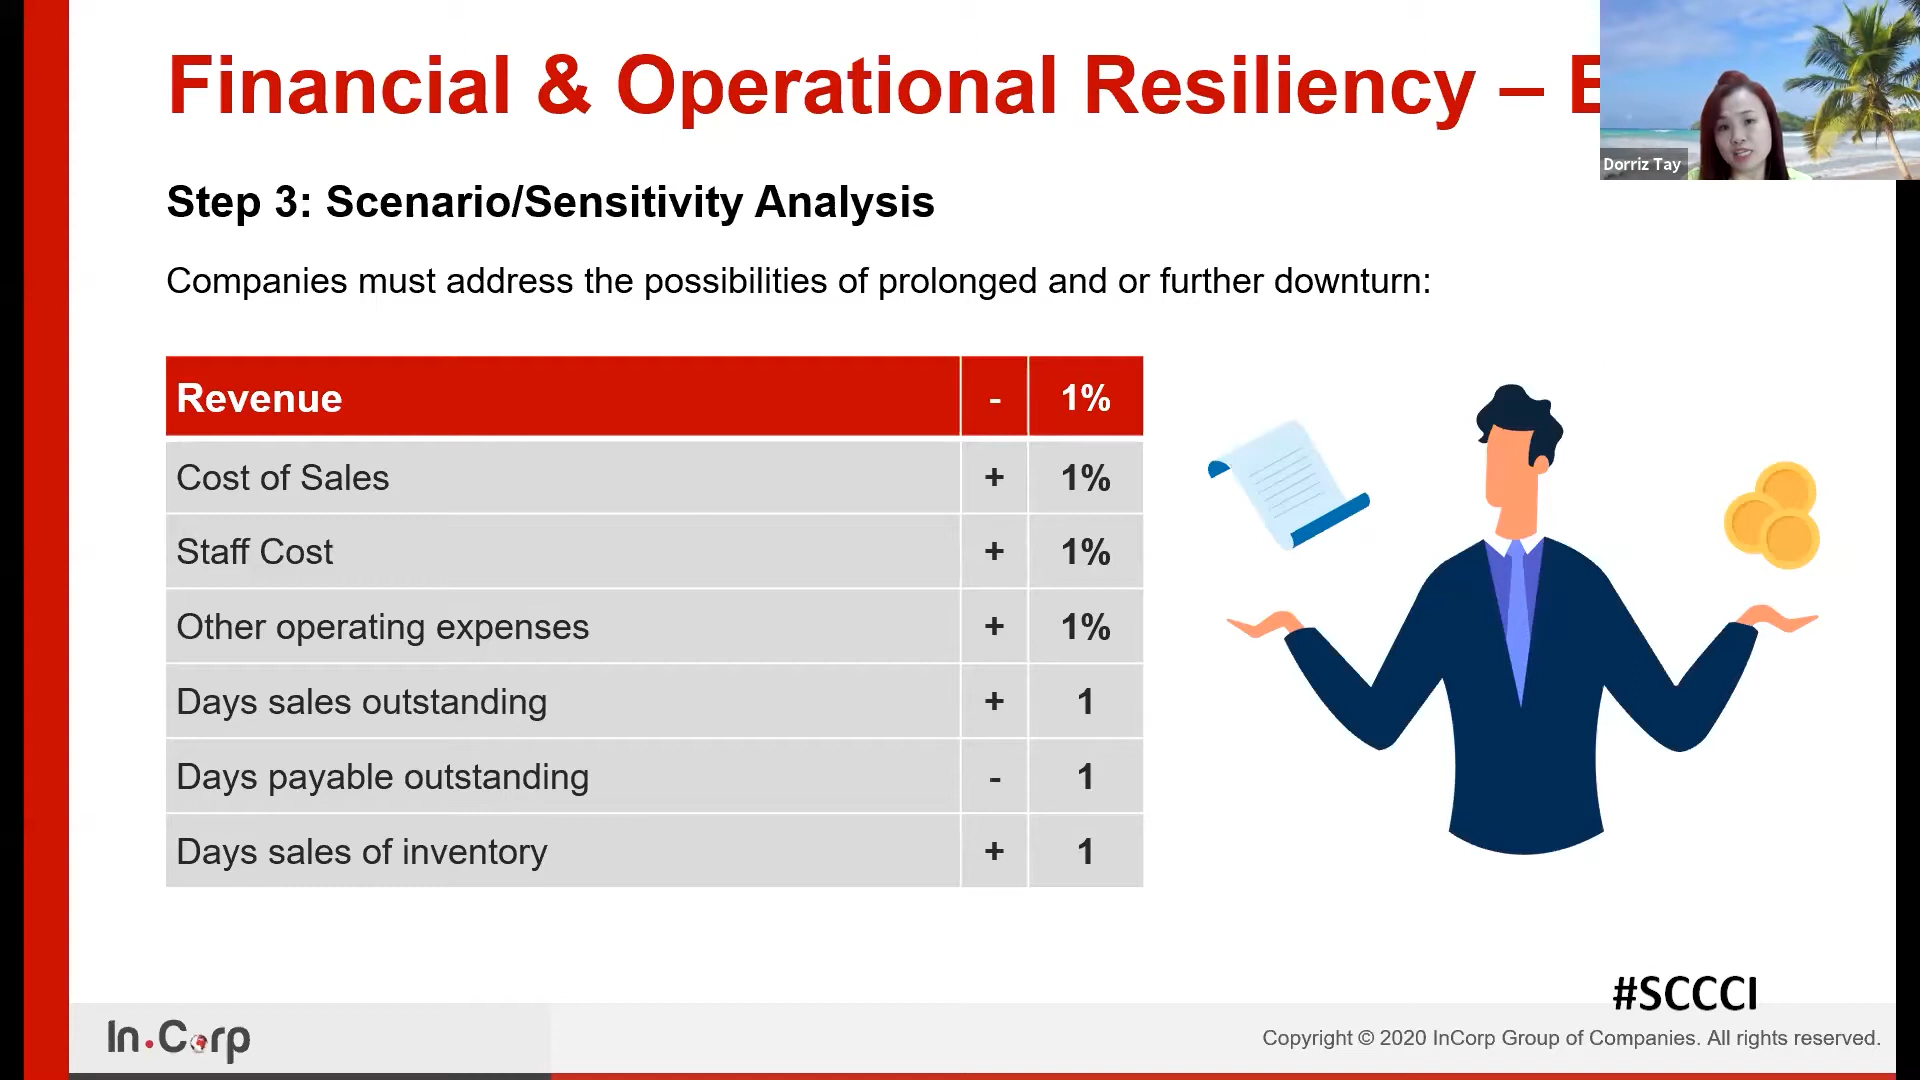 Financial & Operational Resiliency –
Dorriz Tay
Step 3: Scenario/Sensitivity Analysis
Companies must address the possibilities of prolonged and or further downturn:
Revenue - 1%
Cost of Sales + 1%
Staff Cost + 1%
Other operating expenses + 1%
Days sales outstanding + 1
Days payable outstanding - 1
Days sales of inventory + 1
#SCCCI
In.Corp
Copyright © 2020 InCorp Group of Companies. All rights reserved.